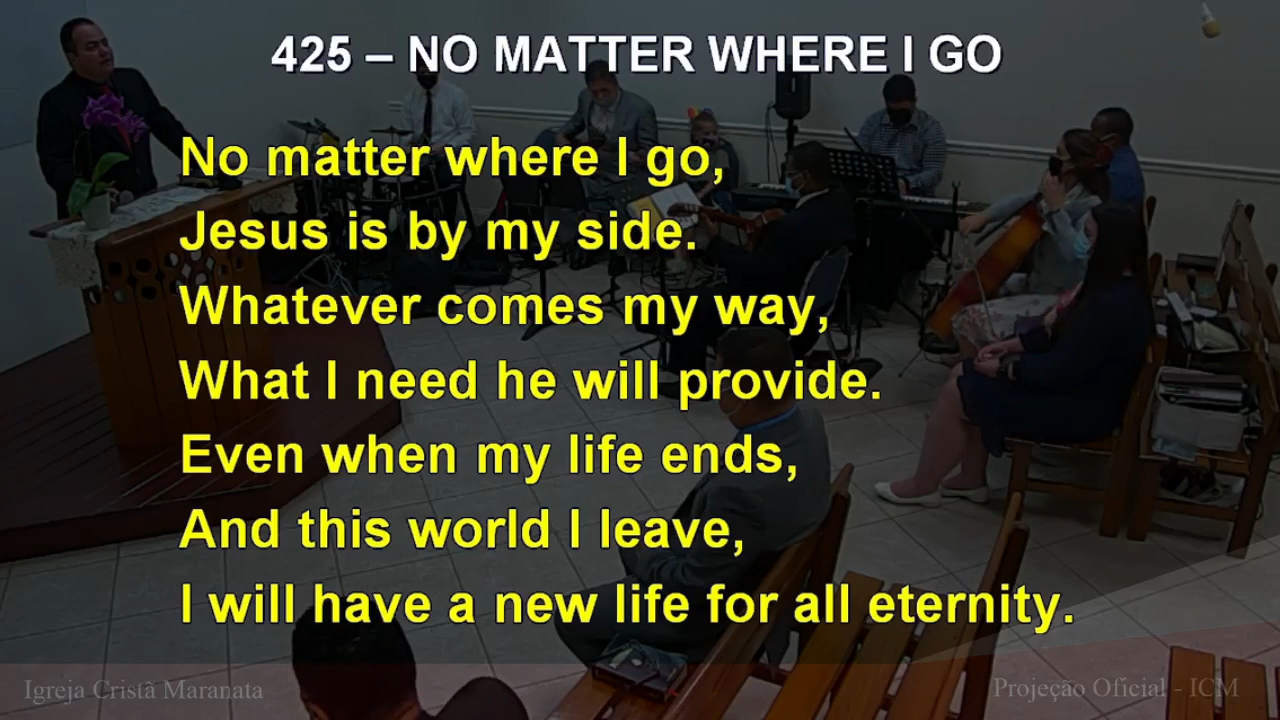 425 – NO MATTER WHERE I GO
No matter where I go,
Jesus is by my side.
Whatever comes my way,
What I need he will provide.
Even when my life ends,
And this world I leave,
I will have a new life for all eternity.
Igreja Cristã Maranata
Projeção Oficial - ICM